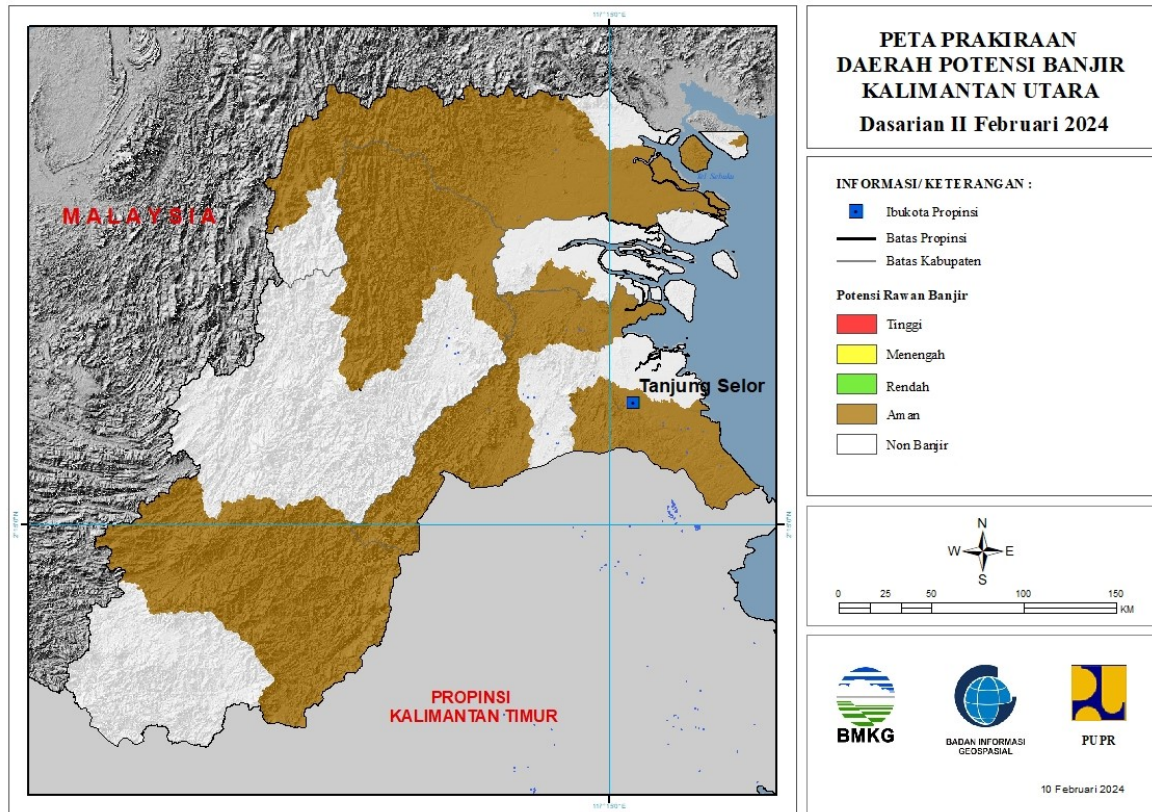 PETA PRAKIRAAN
DAERAH POTENSI BANJIR
KALIMANTAN UTARA
Dasarian II Februari 2024
INFORMASI/ KETERANGAN :
Ibukota Propinsi
Batas Propinsi
Batas Kabupaten
Potensi Rawan Banjir
Tinggi
Menengah
Rendah
Aman
Non Banjir
N
W E
S
0 25 50 100 150
KM
BMKG
BADAN INFORMASI
GEOSPASIAL
PUPR
10 Februari 2024
MALAYSIA
Tanjung Selor
PROPINSI
KALIMANTAN TIMUR